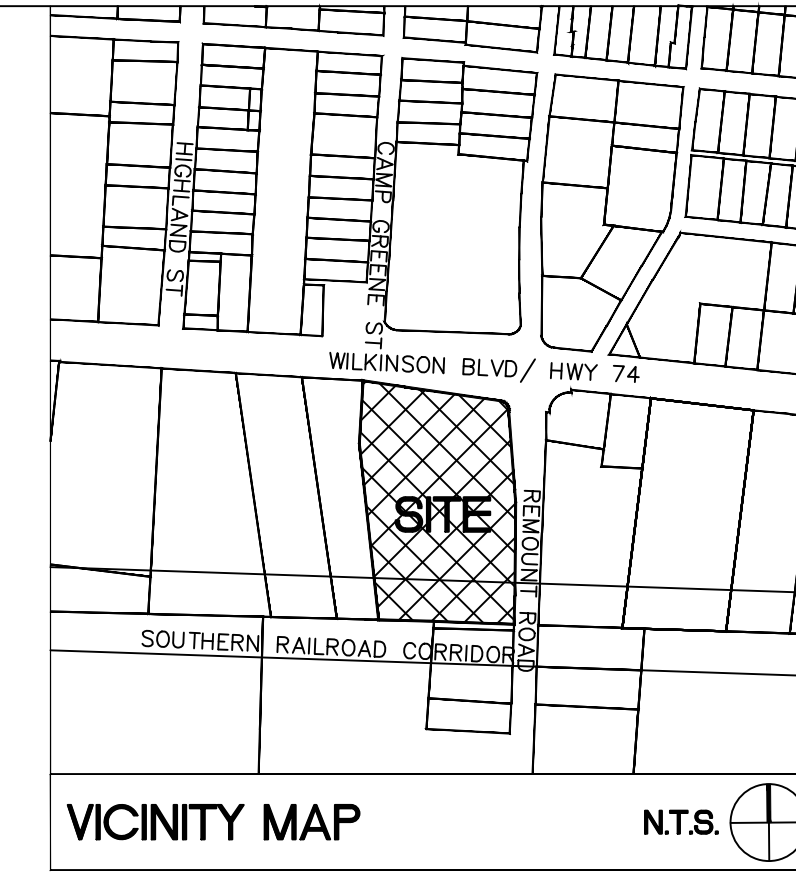 HIGHLAND ST
CAMP GREENE ST
WILKINSON BLVD/ HWY 74
SITE
REMOUNT ROAD
SOUTHERN RAILROAD CORRIDOR
VICINITY MAP
N.T.S.